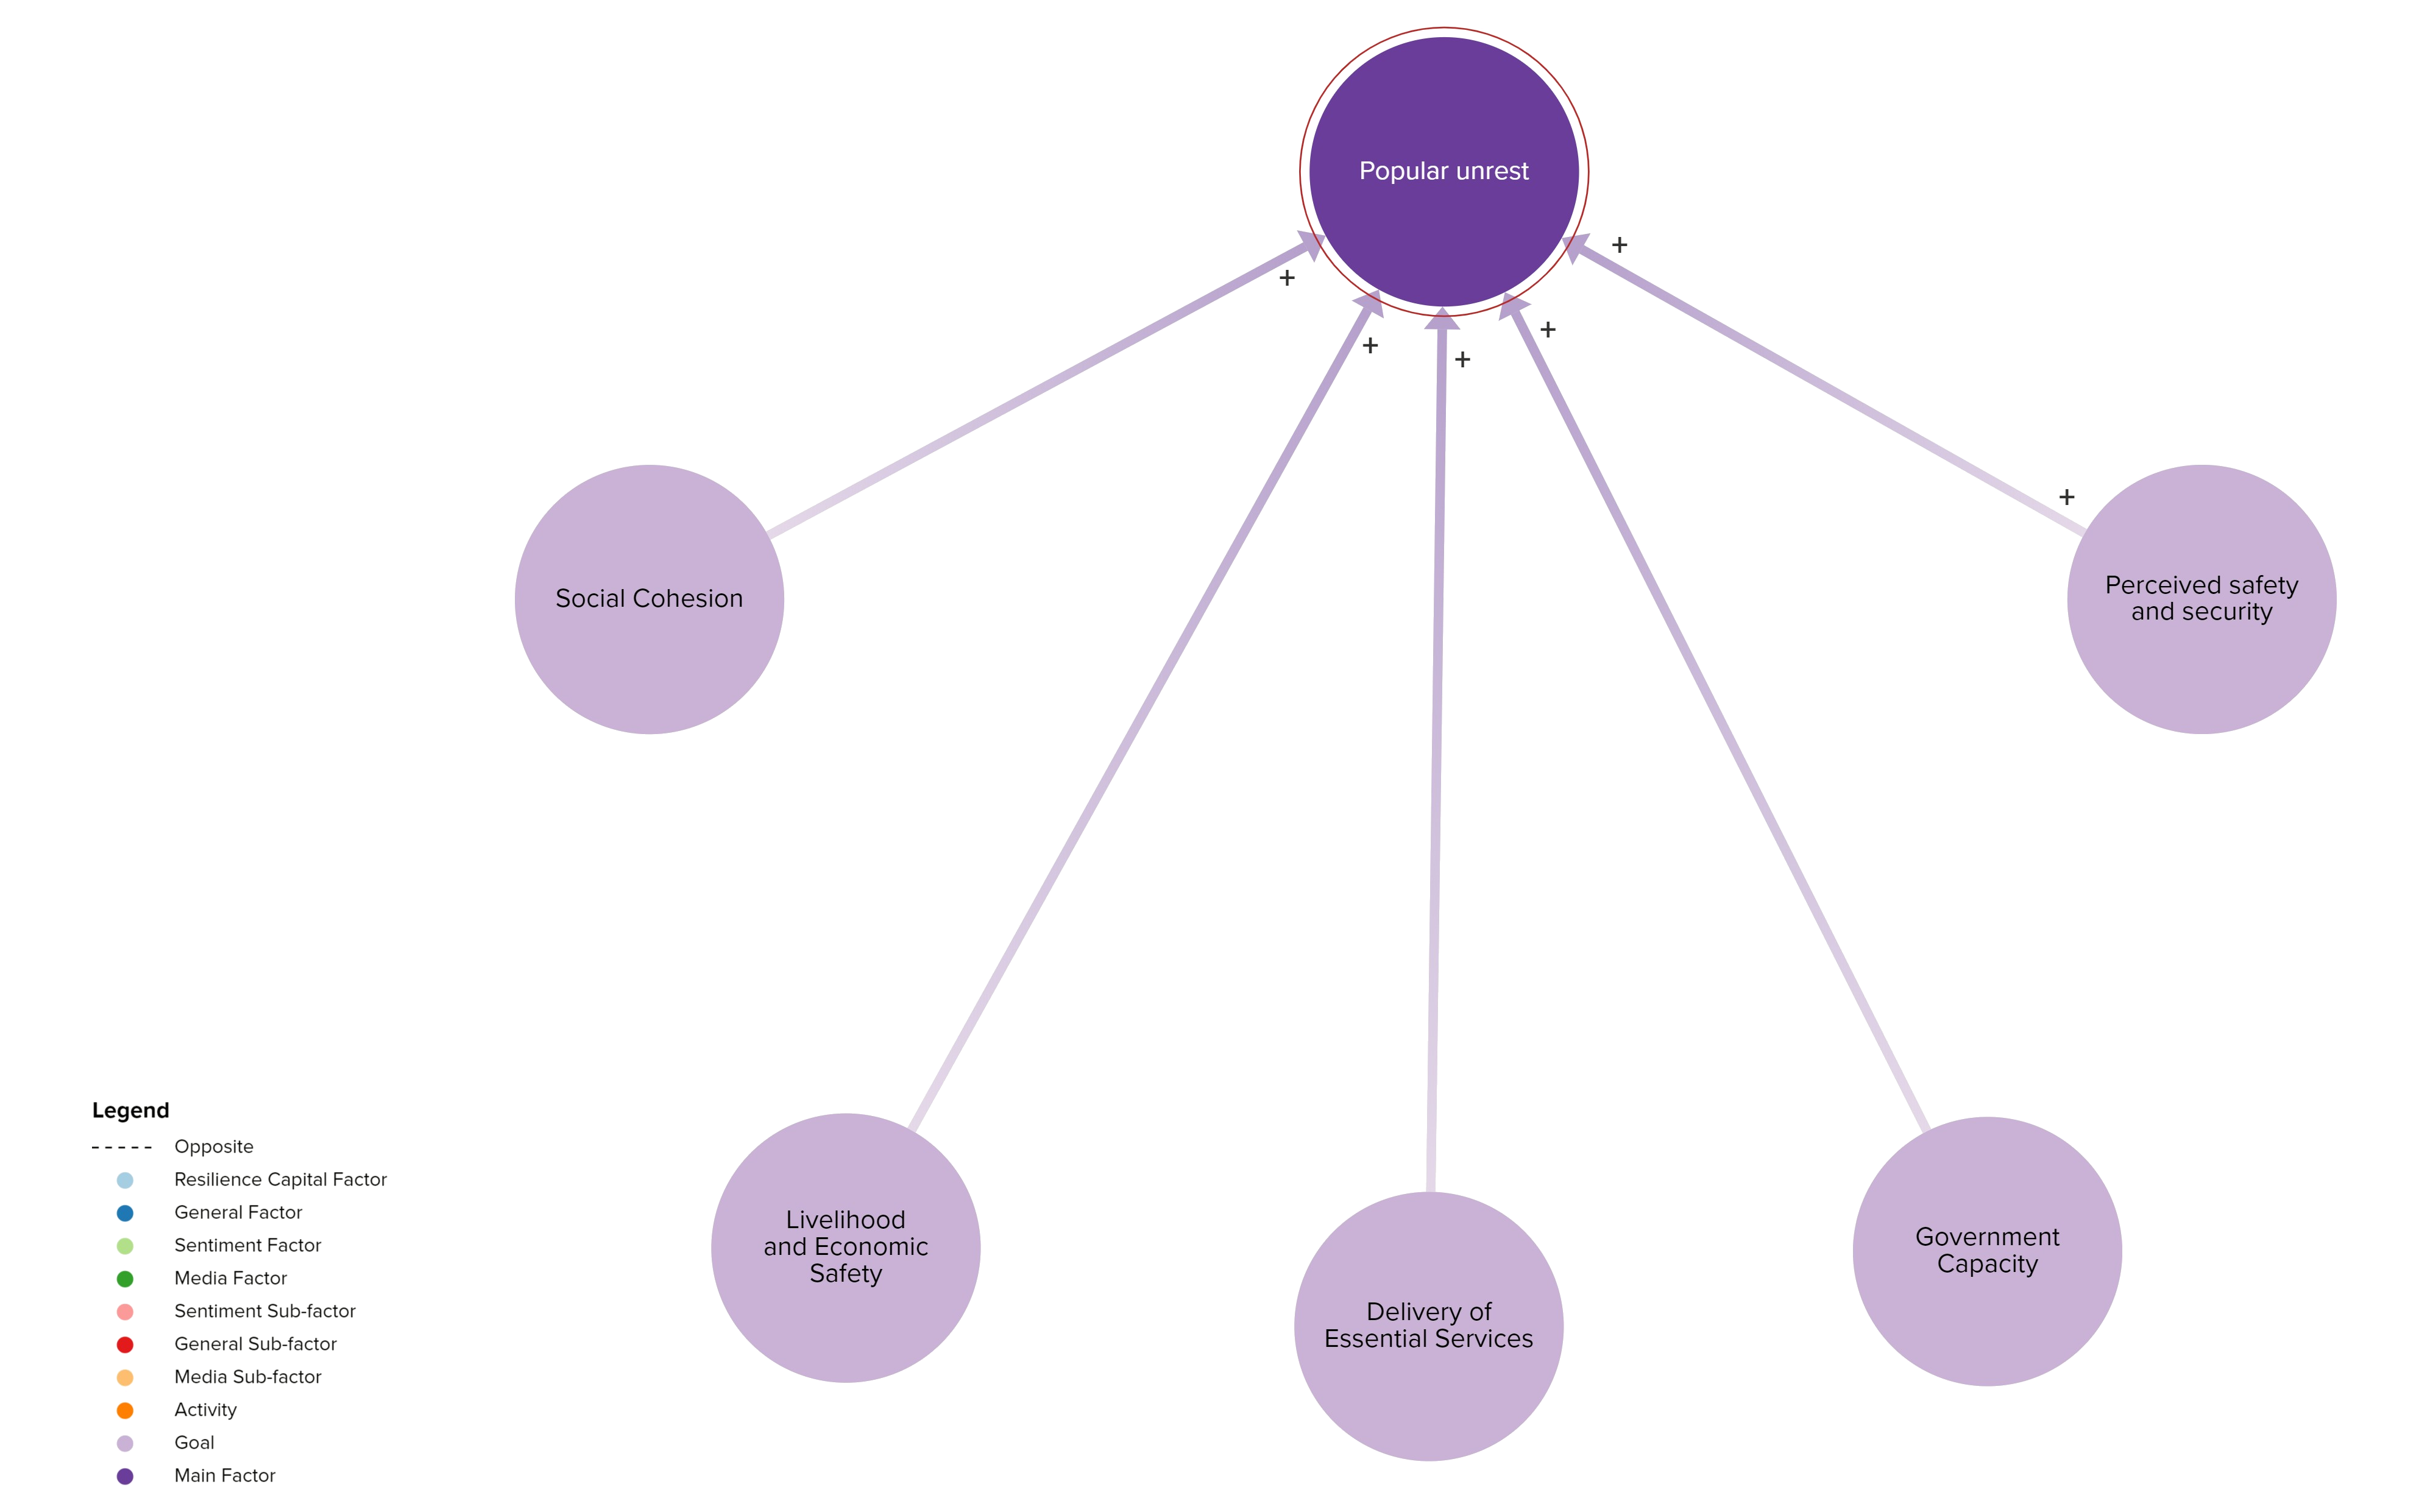 Popular unrest
+
+
+
+
+
+
Social Cohesion
Perceived safety
and security
Livelihood
and Economic
Safety
Delivery of
Essential Services
Government
Capacity
Legend
Opposite
Resilience Capital Factor
General Factor
Sentiment Factor
Media Factor
Sentiment Sub-factor
General Sub-factor
Media Sub-factor
Activity
Goal
Main Factor